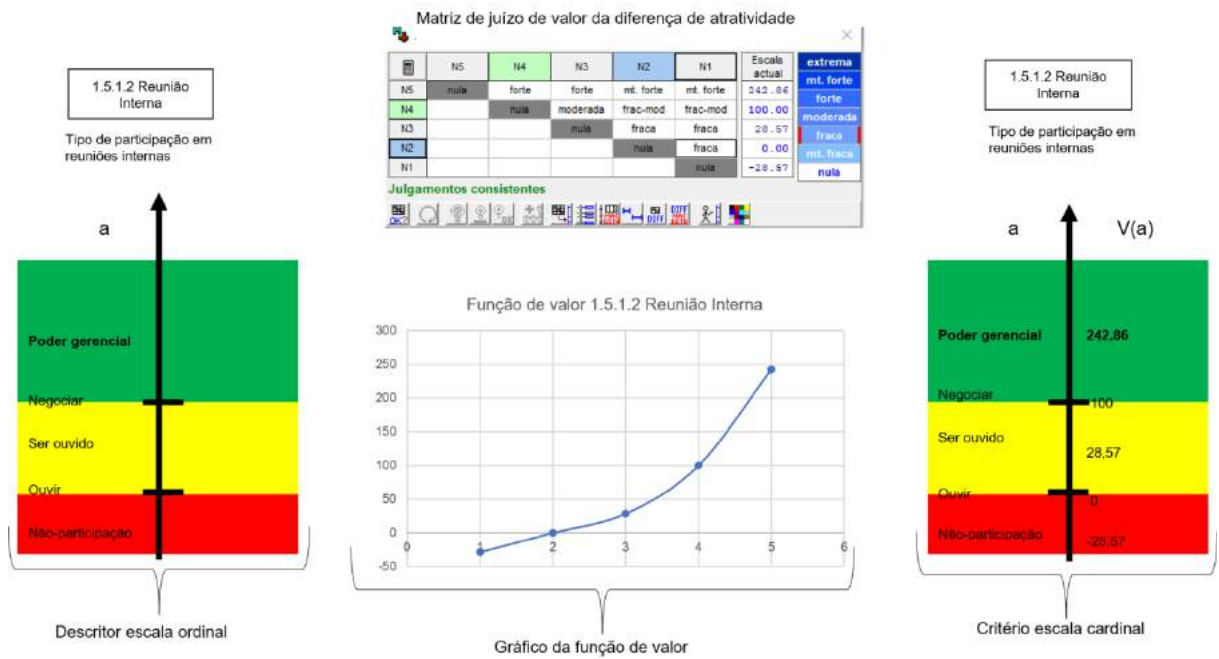 Matriz de juízo de valor da diferença de atratividade
1.5.1.2 Reunião
Interna
Tipo de participação em
reuniões internas
a
Poder gerencial
Negociar
Ser ouvido
Ouvir
Não-participação
Descritor escala ordinal
N5 N4 N3 N2 N1 Escala
actual
N5 nula forte forte mt. forte mt. forte 242.86
N4 nula moderada frac-mod frac-mod 100.00
N3 nula fraca fraca 28.57
N2 nula fraca 0.00
N1 nula -28.57
extrema
mt. forte
forte
moderada
fraca
mt. fraca
nula
Julgamentos consistentes
OK?
DIFF
Função de valor 1.5.1.2 Reunião Interna
300
250
200
150
100
50
0
-50
0 1 2 3 4 5 6
Gráfico da função de valor
1.5.1.2 Reunião
Interna
Tipo de participação em
reuniões internas
a V(a)
Poder gerencial 242,86
Negociar 100
Ser ouvido 28,57
Ouvir 0
Não-participação -28,57
Critério escala cardinal